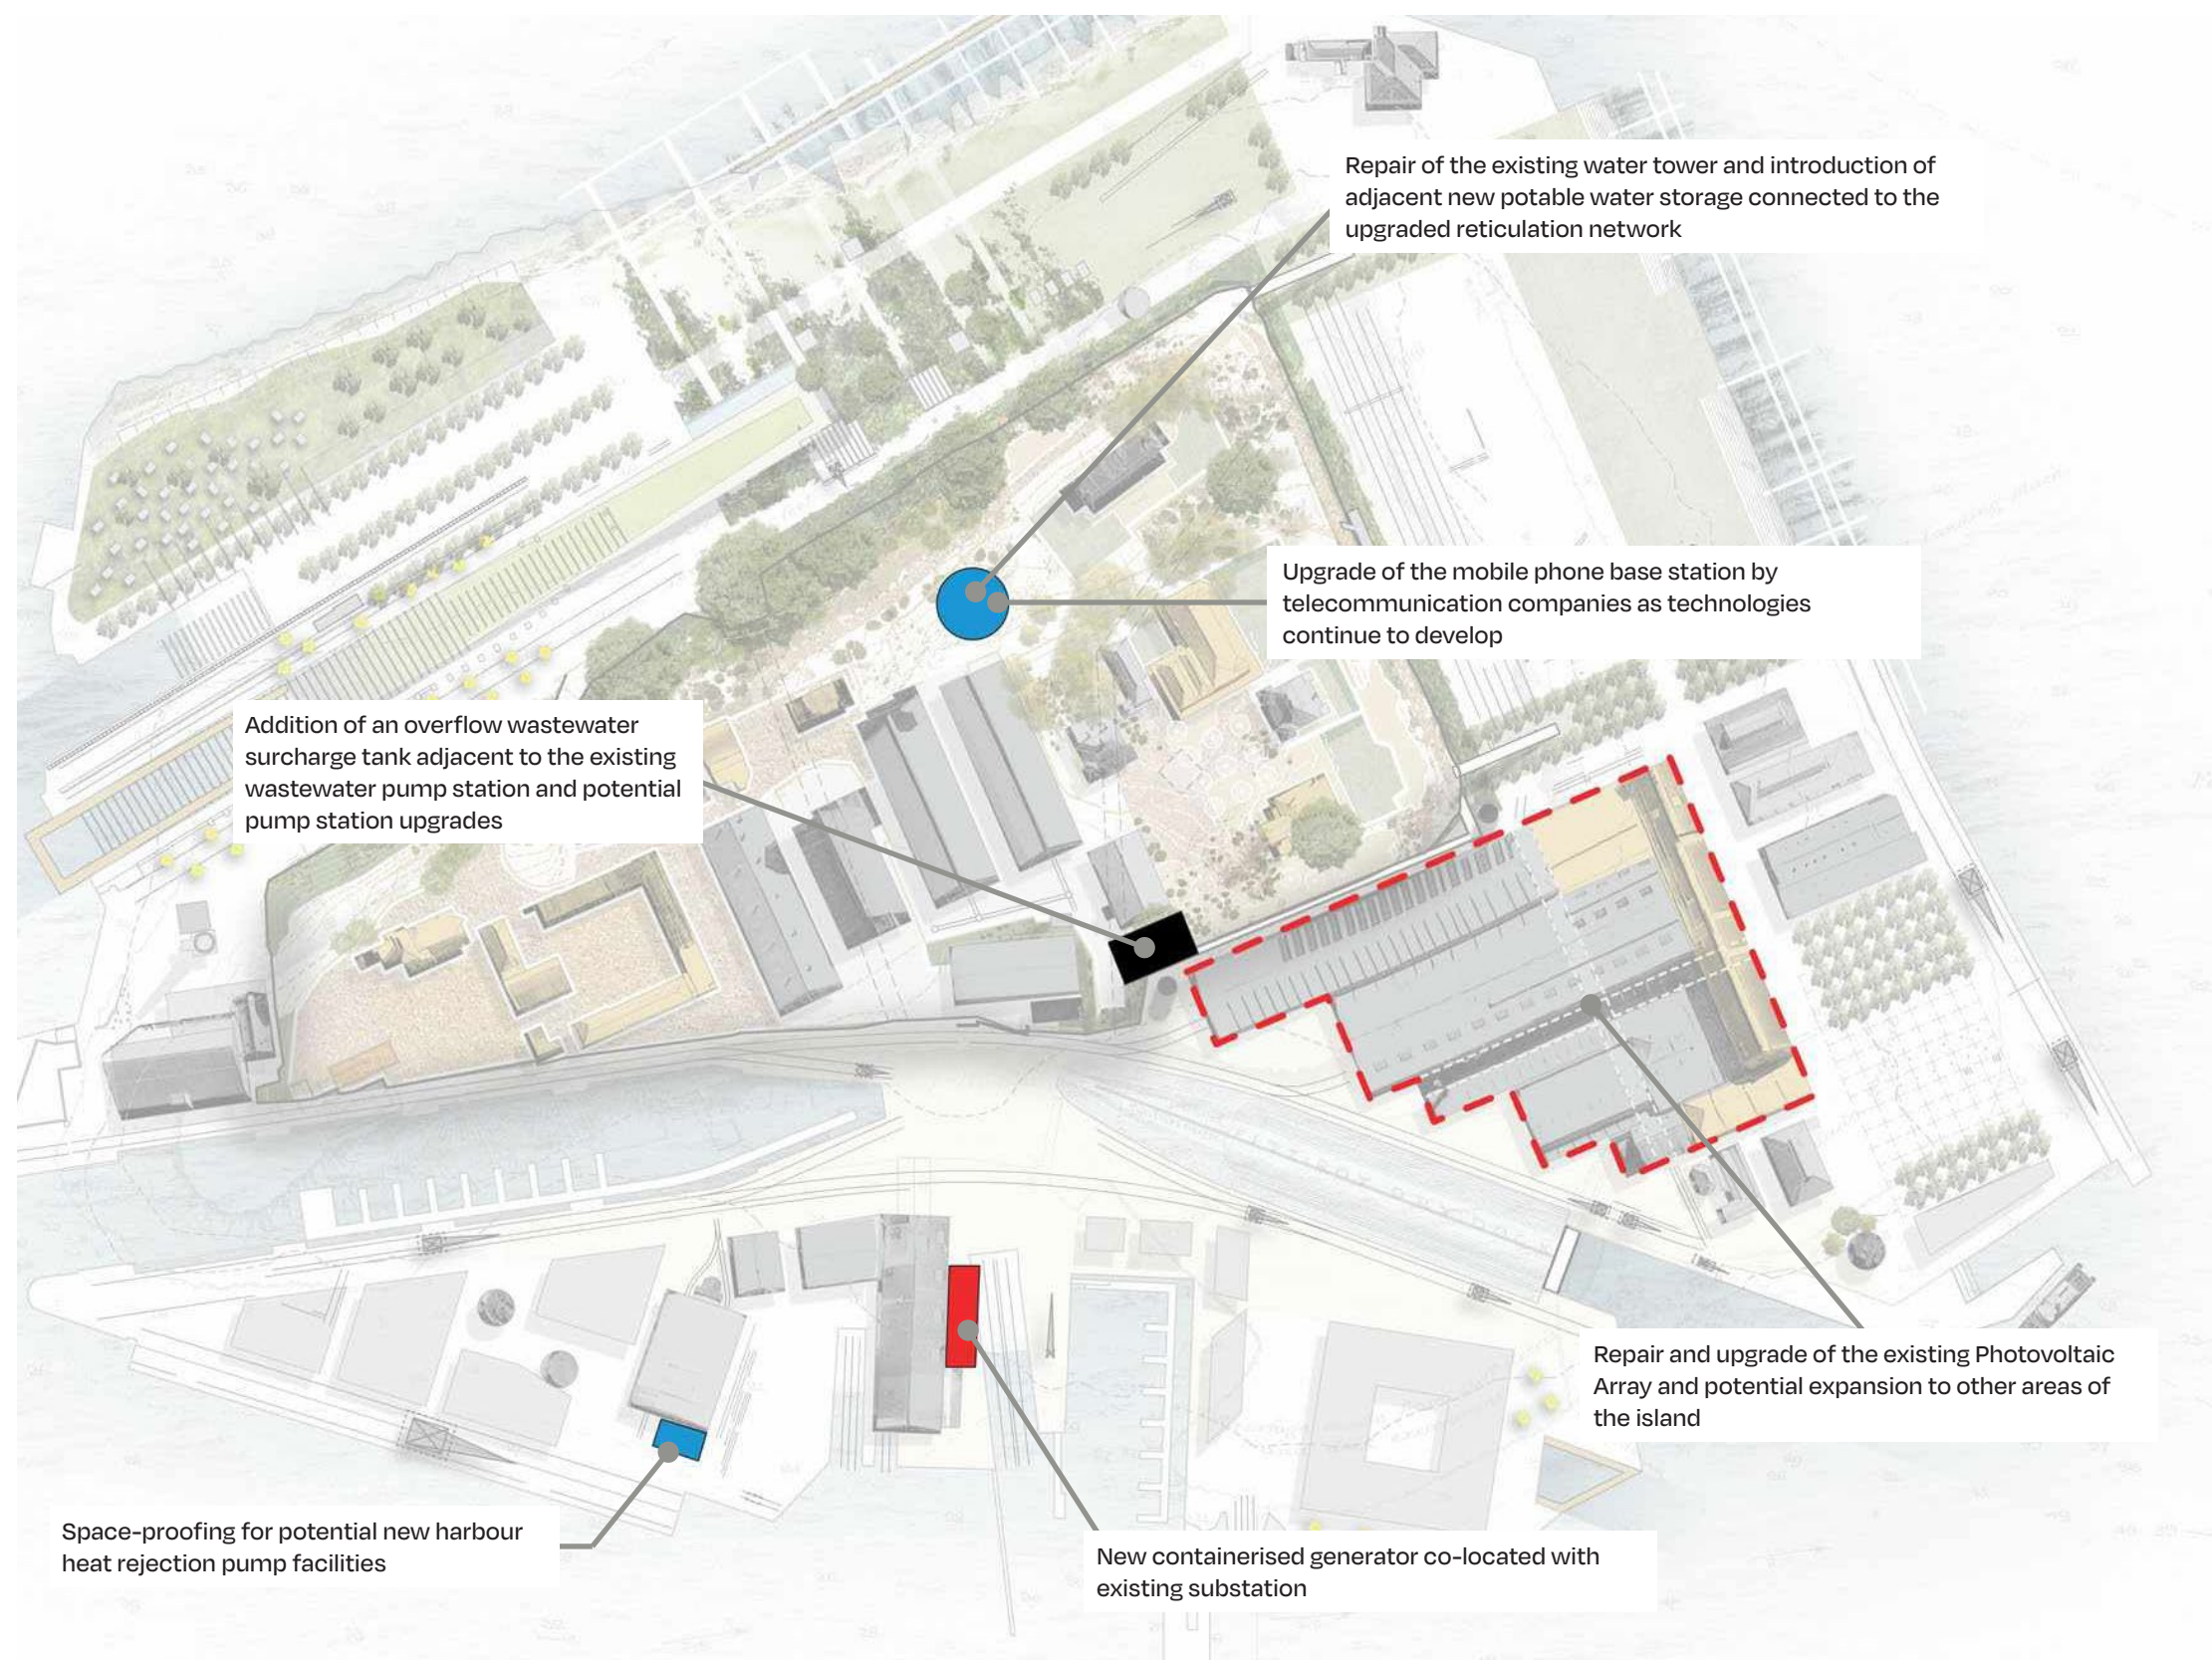 Repair of the existing water tower and introduction of
adjacent new potable water storage connected to the
upgraded reticulation network
Upgrade of the mobile phone base station by
telecommunication companies as technologies
continue to develop
Addition of an overflow wastewater
surcharge tank adjacent to the existing
wastewater pump station and potential
pump station upgrades
Repair and upgrade of the existing Photovoltaic
Array and potential expansion to other areas of
the island
Space-proofing for potential new harbour
heat rejection pump facilities
New containerised generator co-located with
existing substation